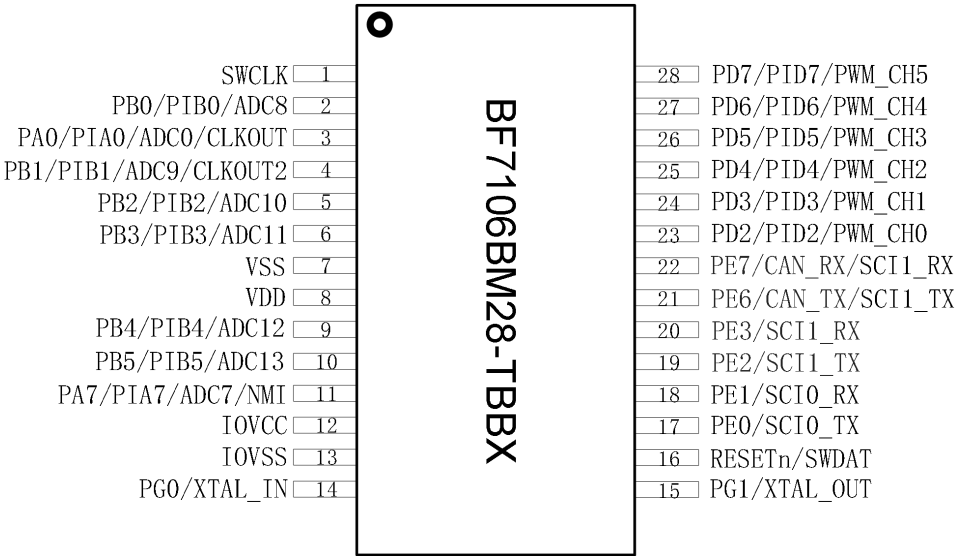 SWCLK 1
PB0/PIB0/ADC8 2
PA0/PIA0/ADC0/CLKOUT 3
PB1/PIB1/ADC9/CLKOUT2 4
PB2/PIB2/ADC10 5
PB3/PIB3/ADC11 6
VSS 7
VDD 8
PB4/PIB4/ADC12 9
PB5/PIB5/ADC13 10
PA7/PIA7/ADC7/NMI 11
IOVCC 12
IOVSS 13
PG0/XTAL_IN 14
BF7106BM28-TBBX
28 PD7/PID7/PWM_CH5
27 PD6/PID6/PWM_CH4
26 PD5/PID5/PWM_CH3
25 PD4/PID4/PWM_CH2
24 PD3/PID3/PWM_CH1
23 PD2/PID2/PWM_CH0
22 PE7/CAN_RX/SCI1_RX
21 PE6/CAN_TX/SCI1_TX
20 PE3/SCI1_RX
19 PE2/SCI1_TX
18 PE1/SCI0_RX
17 PE0/SCI0_TX
16 RESETn/SWDAT
15 PG1/XTAL_OUT